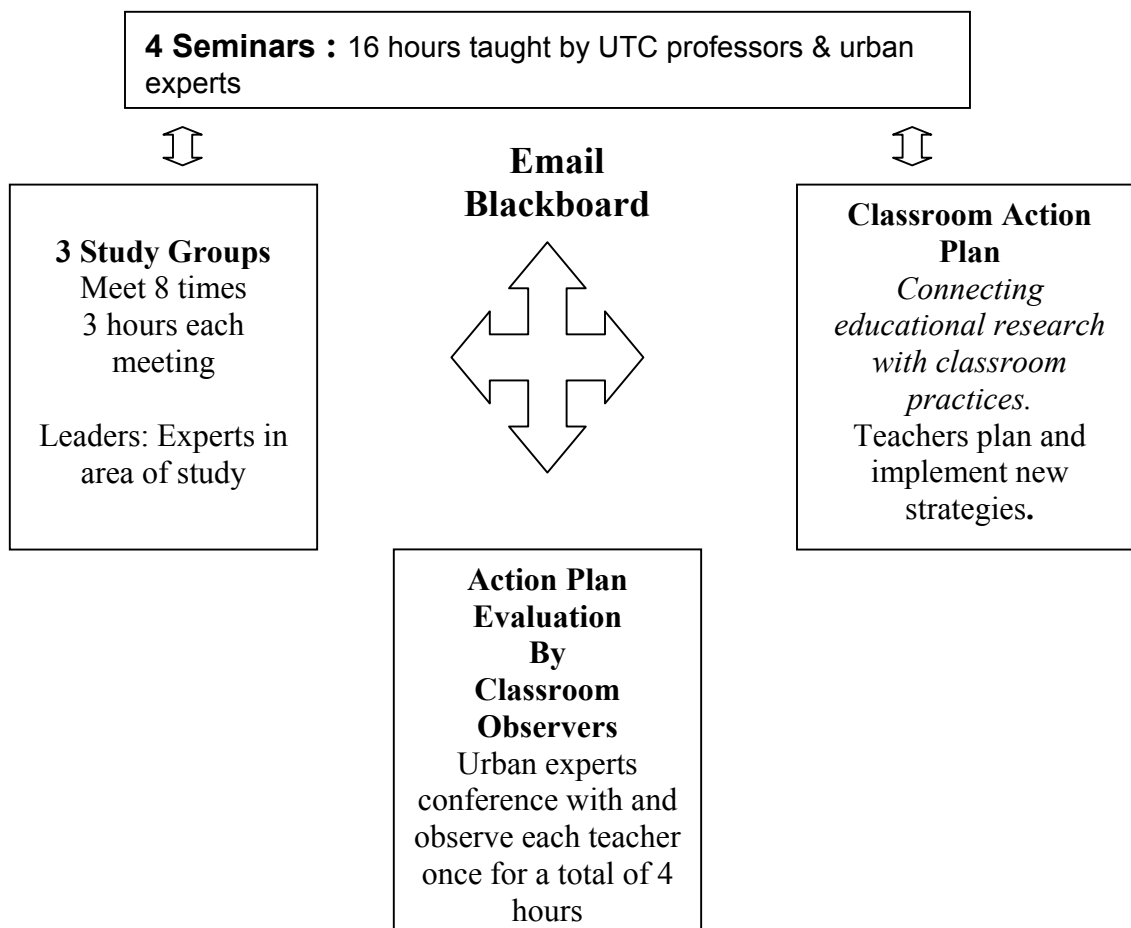 4 Seminars : 16 hours taught by UTC professors & urban
experts
Email
Blackboard
3 Study Groups
Meet 8 times
3 hours each
meeting
Leaders: Experts in
area of study
Classroom Action
Plan
Connecting
educational research
with classroom
practices.
Teachers plan and
implement new
strategies.
Action Plan
Evaluation
By
Classroom
Observers
Urban experts
conference with and
observe each teacher
once for a total of 4
hours